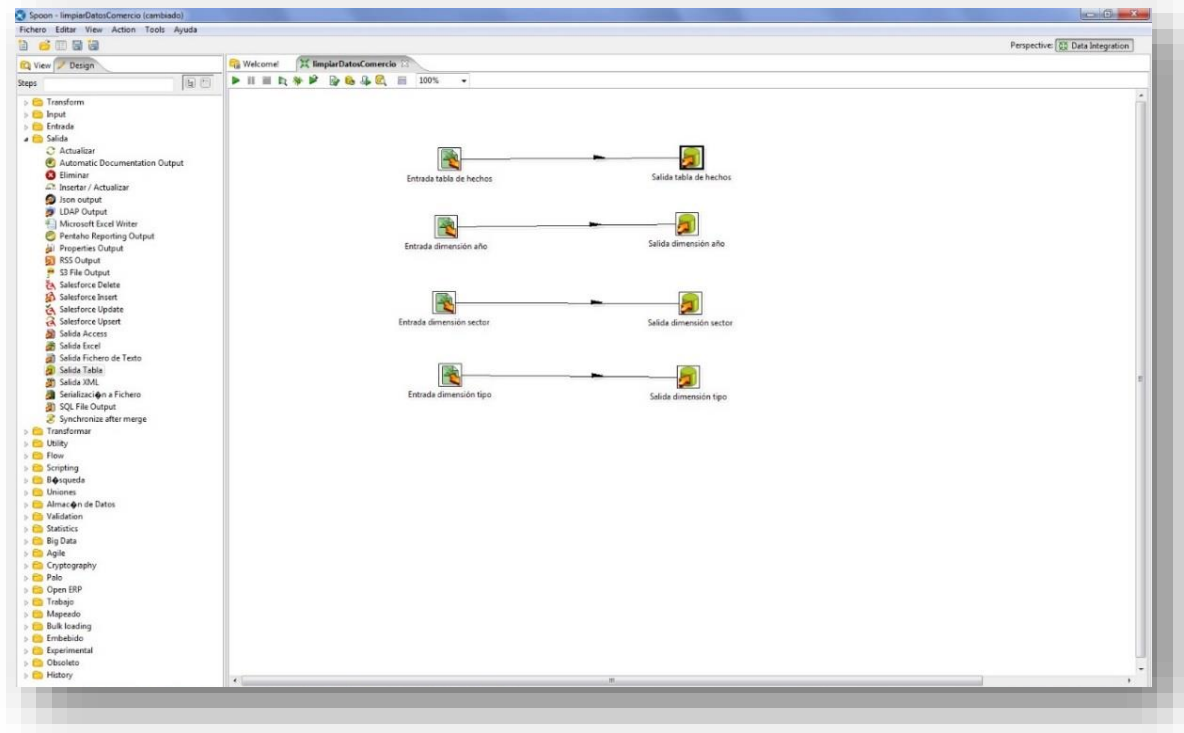 Spoon - limpiarDatosComercio (cambiado)
Fichero Editar View Action Tools Ayuda
Perspective: Data Integration
View Design
Welcome! limpiarDatosComercio
Steps
100%
Transform
Input
Entrada
Salida
Actualizar
Automatic Documentation Output
Eliminar
Insertar / Actualizar
Json output
LDAP Output
Microsoft Excel Writer
Pentaho Reporting Output
Properties Output
RSS Output
S3 File Output
Salesforce Delete
Salesforce Insert
Salesforce Update
Salesforce Upsert
Salida Access
Salida Excel
Salida Fichero de Texto
Salida Tabla
Salida XML
Serializaci�n a Fichero
SQL File Output
Synchronize after merge
Transformar
Utility
Flow
Scripting
B�squeda
Uniones
Almac�n de Datos
Validation
Statistics
Big Data
Agile
Cryptography
Palo
Open ERP
Trabajo
Mapeado
Bulk loading
Embebido
Experimental
Obsoleto
History
Entrada tabla de hechos
Salida tabla de hechos
Entrada dimensión año
Salida dimensión año
Entrada dimensión sector
Salida dimensión sector
Entrada dimensión tipo
Salida dimensión tipo